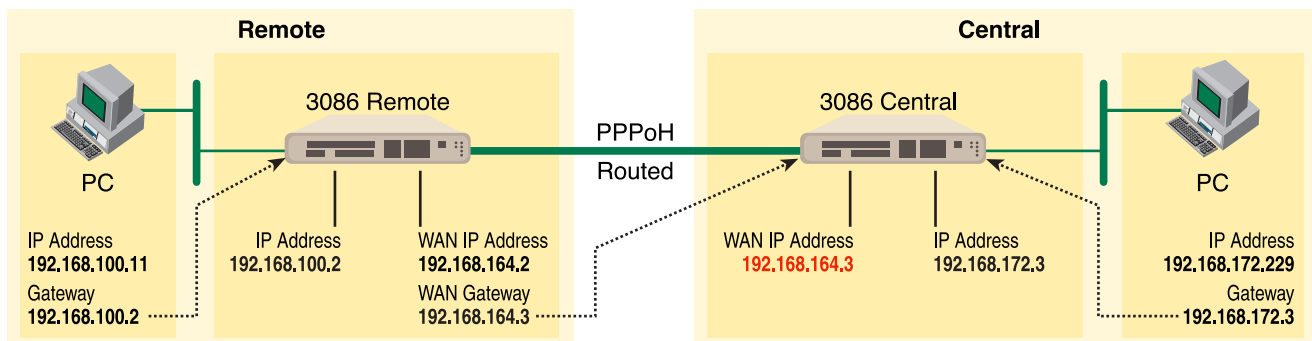 Remote
Central
3086 Remote
3086 Central
PPPoH
Routed
PC
PC
IP Address
192.168.100.11
Gateway
192.168.100.2
IP Address
192.168.100.2
WAN IP Address
192.168.164.2
WAN Gateway
192.168.164.3
WAN IP Address
192.168.164.3
IP Address
192.168.172.3
IP Address
192.168.172.229
Gateway
192.168.172.3